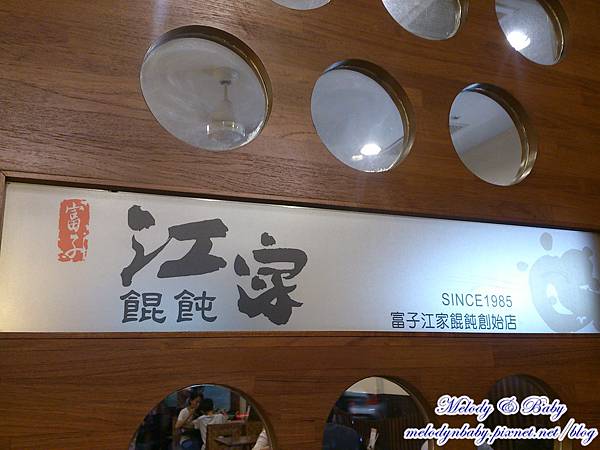 富子
江家
餛飩
SINCE1985
富子江家餛飩創始店
Melody & Baby
melodynbaby.pixnet.net/blog